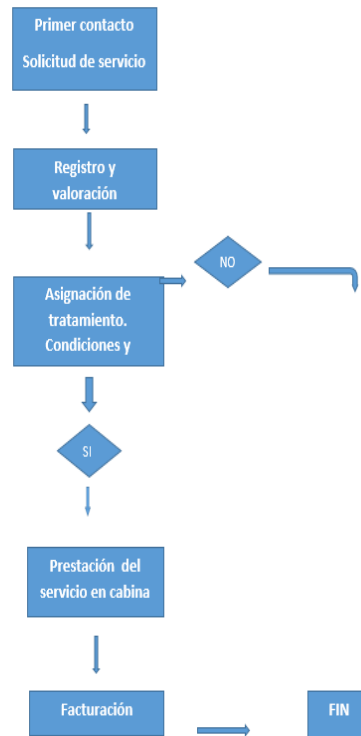 Primer contacto
Solicitud de servicio
Registro y
valoración
NO
Asignación de
tratamiento.
Condiciones y
SI
Prestación del
servicio en cabina
Facturación
FIN